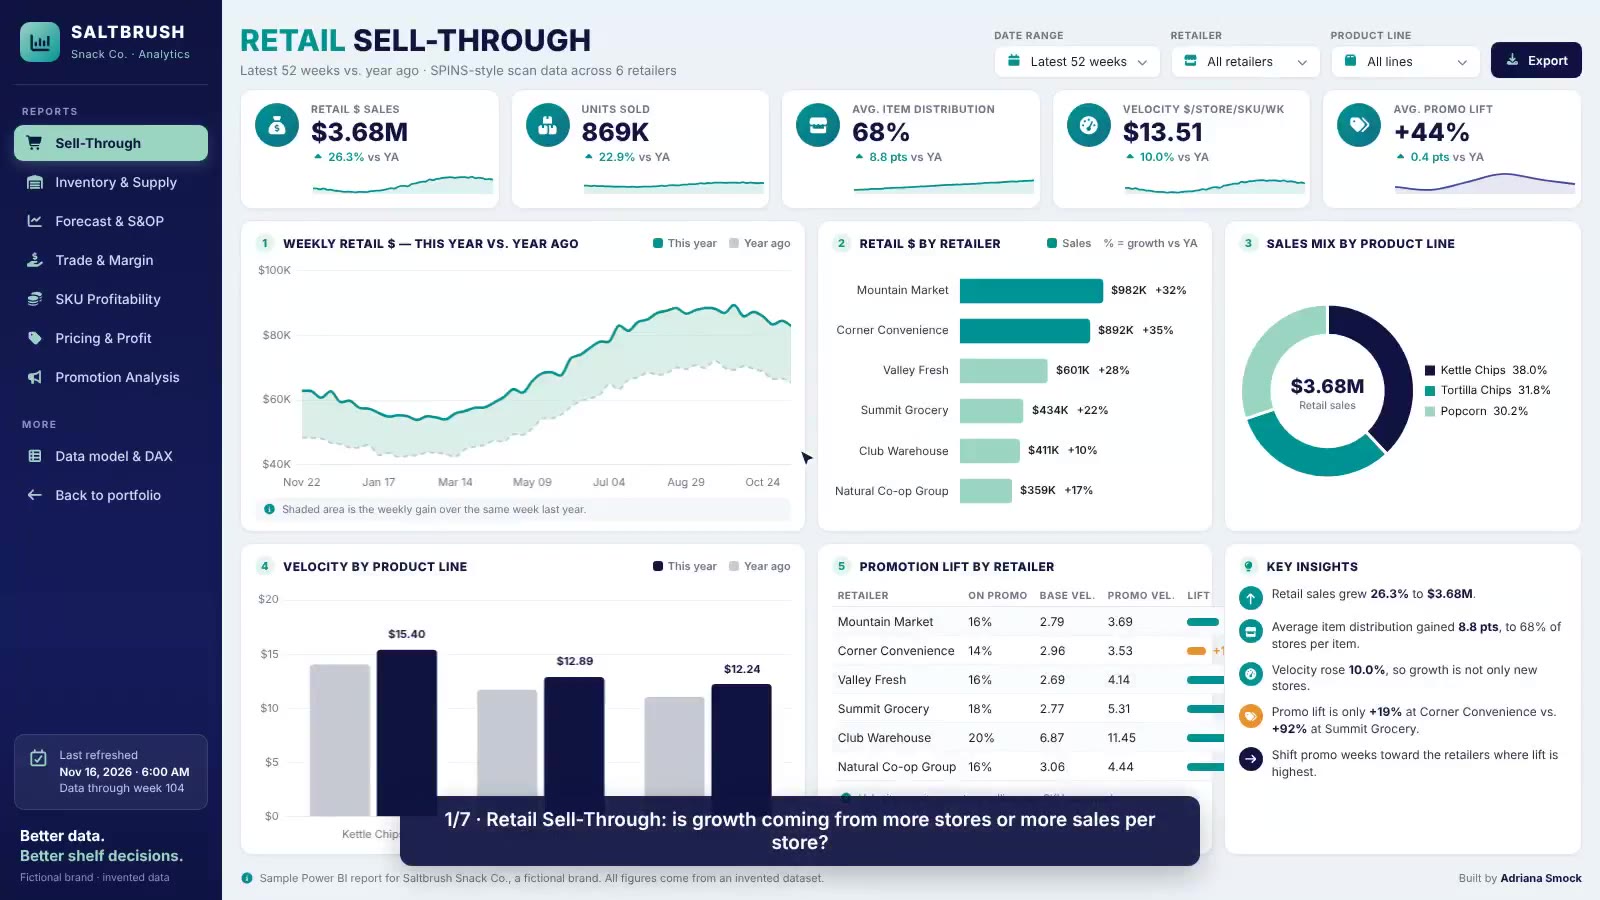 SALTBRUSH
Snack Co. · Analytics
REPORTS
Sell-Through
Inventory & Supply
Forecast & S&OP
Trade & Margin
SKU Profitability
Pricing & Profit
Promotion Analysis
MORE
Data model & DAX
Back to portfolio
Last refreshed
Nov 16, 2026 · 6:00 AM
Data through week 104
Better data.
Better shelf decisions.
Fictional brand · invented data
RETAIL SELL-THROUGH
Latest 52 weeks vs. year ago · SPINS-style scan data across 6 retailers
DATE RANGE
Latest 52 weeks
RETAILER
All retailers
PRODUCT LINE
All lines
Export
RETAIL $ SALES
$3.68M
26.3% vs YA
UNITS SOLD
869K
22.9% vs YA
AVG. ITEM DISTRIBUTION
68%
8.8 pts vs YA
VELOCITY $/STORE/SKU/WK
$13.51
10.0% vs YA
AVG. PROMO LIFT
+44%
0.4 pts vs YA
1 WEEKLY RETAIL $ — THIS YEAR VS. YEAR AGO
This year Year ago
$100K
$80K
$60K
$40K
Nov 22 Jan 17 Mar 14 May 09 Jul 04 Aug 29 Oct 24
Shaded area is the weekly gain over the same week last year.
2 RETAIL $ BY RETAILER
Sales % = growth vs YA
Mountain Market $982K +32%
Corner Convenience $892K +35%
Valley Fresh $601K +28%
Summit Grocery $434K +22%
Club Warehouse $411K +10%
Natural Co-op Group $359K +17%
3 SALES MIX BY PRODUCT LINE
$3.68M
Retail sales
Kettle Chips 38.0%
Tortilla Chips 31.8%
Popcorn 30.2%
4 VELOCITY BY PRODUCT LINE
This year Year ago
$20
$15
$10
$5
$0
$15.40
$12.89
$12.24
Kettle Chips
5 PROMOTION LIFT BY RETAILER
RETAILER ON PROMO BASE VEL. PROMO VEL. LIFT
Mountain Market 16% 2.79 3.69
Corner Convenience 14% 2.96 3.53 +1
Valley Fresh 16% 2.69 4.14
Summit Grocery 18% 2.77 5.31
Club Warehouse 20% 6.87 11.45
Natural Co-op Group 16% 3.06 4.44
KEY INSIGHTS
Retail sales grew 26.3% to $3.68M.
Average item distribution gained 8.8 pts, to 68% of
stores per item.
Velocity rose 10.0%, so growth is not only new
stores.
Promo lift is only +19% at Corner Convenience vs.
+92% at Summit Grocery.
Shift promo weeks toward the retailers where lift is
highest.
1/7 · Retail Sell-Through: is growth coming from more stores or more sales per
store?
Sample Power BI report for Saltbrush Snack Co., a fictional brand. All figures come from an invented dataset.
Built by Adriana Smock